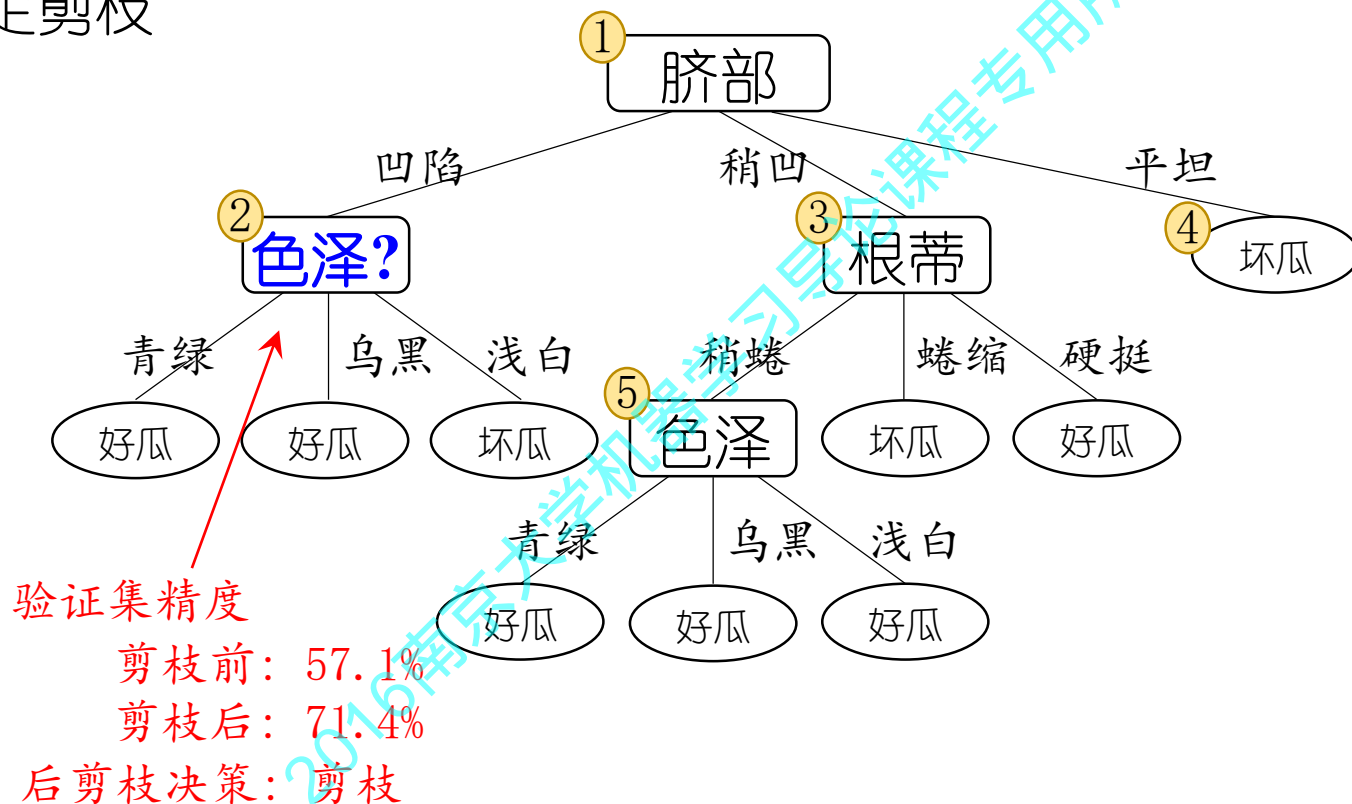 定剪枝
1
脐部
凹陷
稍凹
平坦
2
色泽?
3
根蒂
4
坏瓜
青绿
乌黑
浅白
稍蜷
蜷缩
硬挺
好瓜
好瓜
坏瓜
5
色泽
坏瓜
好瓜
青绿
乌黑
浅白
好瓜
好瓜
好瓜
验证集精度
剪枝前: 57.1%
剪枝后: 71.4%
后剪枝决策: 剪枝
2016南京大学机器学习导论课程专用